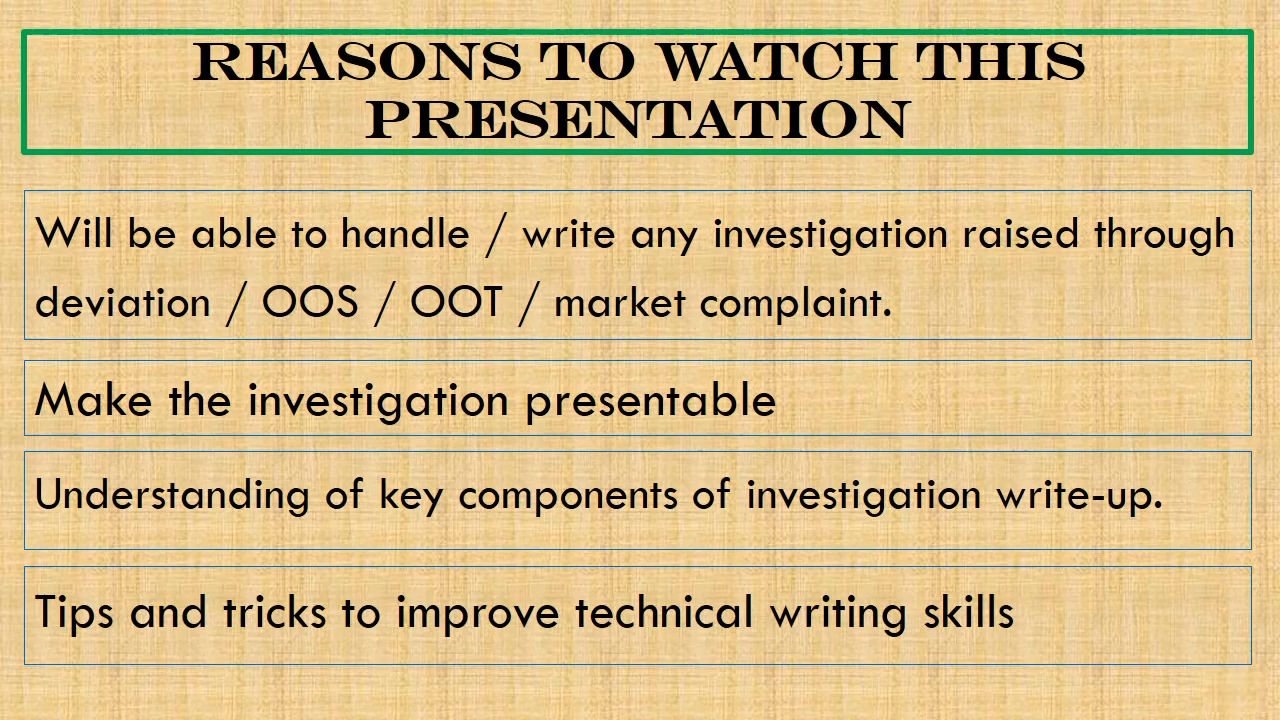 REASONS TO WATCH THIS
PRESENTATION
Will be able to handle / write any investigation raised through
deviation / OOS / OOT / market complaint.
Make the investigation presentable
Understanding of key components of investigation write-up.
Tips and tricks to improve technical writing skills